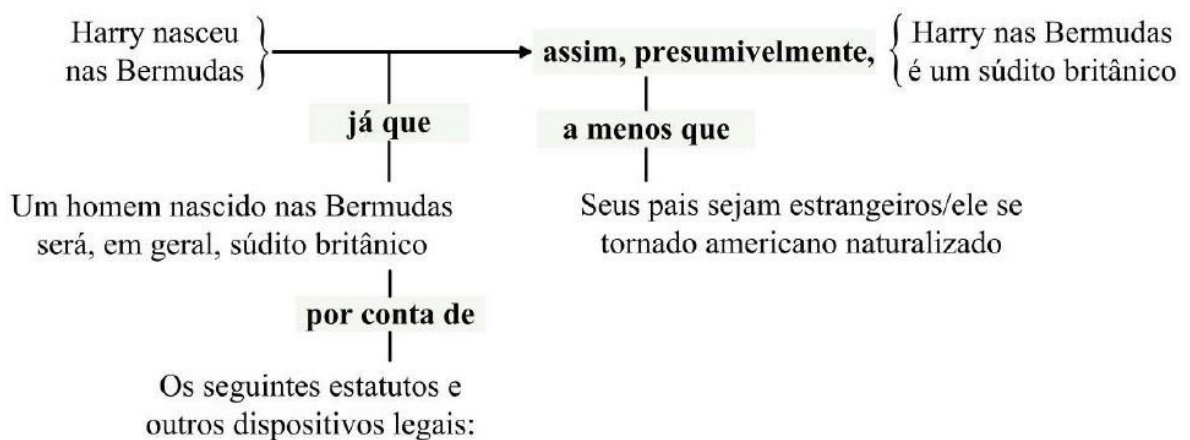 Harry nasceu
nas Bermudas
assim, presumivelmente,
Harry nas Bermudas
é um súdito britânico
já que
a menos que
Um homem nascido nas Bermudas
será, em geral, súdito britânico
Seus pais sejam estrangeiros/ele se
tornado americano naturalizado
por conta de
Os seguintes estatutos e
outros dispositivos legais: